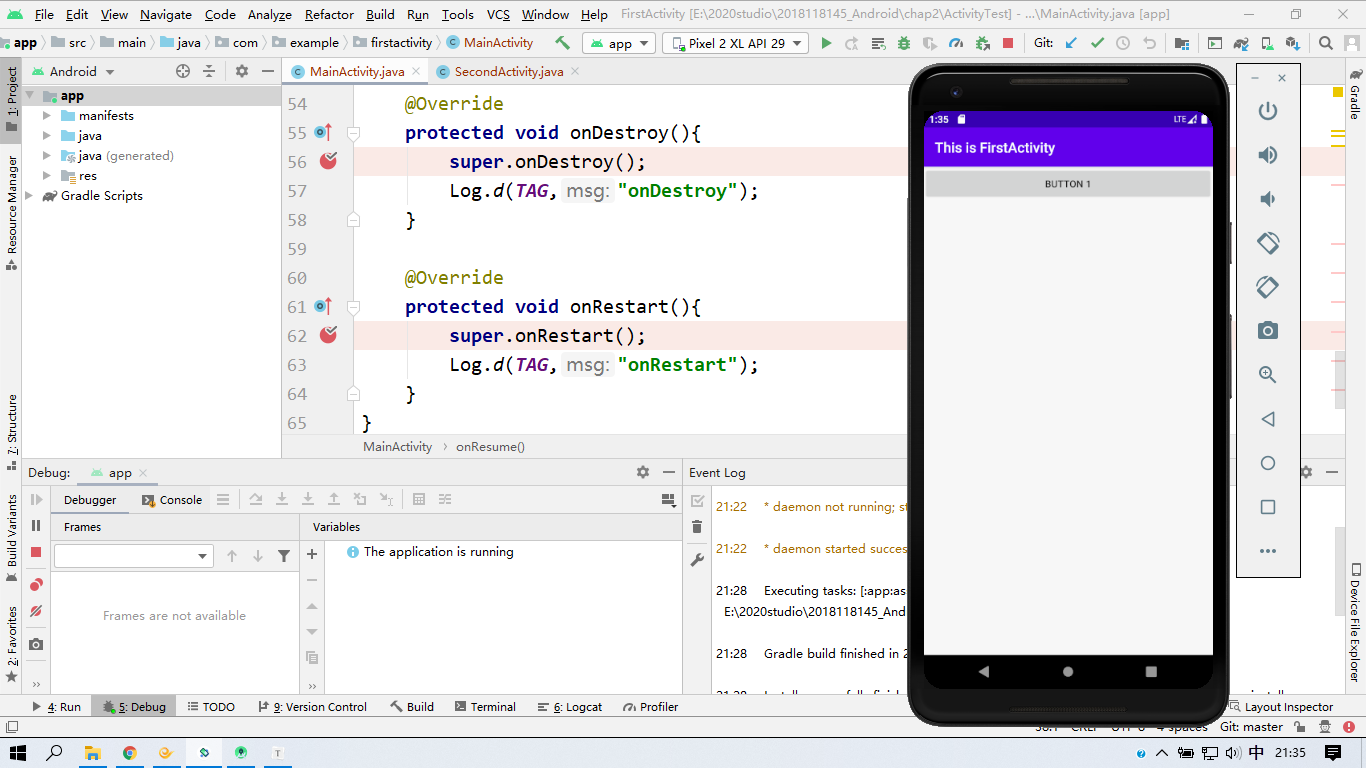 File Edit View Navigate Code Analyze Refactor Build Run Tools VCS Window Help FirstActivity [E:\2020studio\2018118145_Android\chap2\ActivityTest] - ...\MainActivity.java [app]
app src main java com example firstactivity MainActivity app Pixel 2 XL API 29 Git:
1: Project
Resource Manager
7: Structure
Build Variants
2: Favorites
Android
app
manifests
java
java (generated)
res
Gradle Scripts
MainActivity.java SecondActivity.java
54 @Override
55 protected void onDestroy(){
56 super.onDestroy();
57 Log.d(TAG, msg: "onDestroy");
58 }
59
60 @Override
61 protected void onRestart(){
62 super.onRestart();
63 Log.d(TAG, msg: "onRestart");
64 }
65 }
MainActivity › onResume()
1:35 LTE
This is FirstActivity
BUTTON 1
Gradle
Device File Explorer
Debug: app
Debugger Console
Frames Variables
The application is running
Frames are not available
Event Log
21:22 * daemon not running; st
21:22 * daemon started succes
21:28 Executing tasks: [:app:as
E:\2020studio\2018118145_And
21:28 Gradle build finished in 2
4: Run 5: Debug TODO 9: Version Control Build Terminal 6: Logcat Profiler Layout Inspector
Git: master
中 21:35